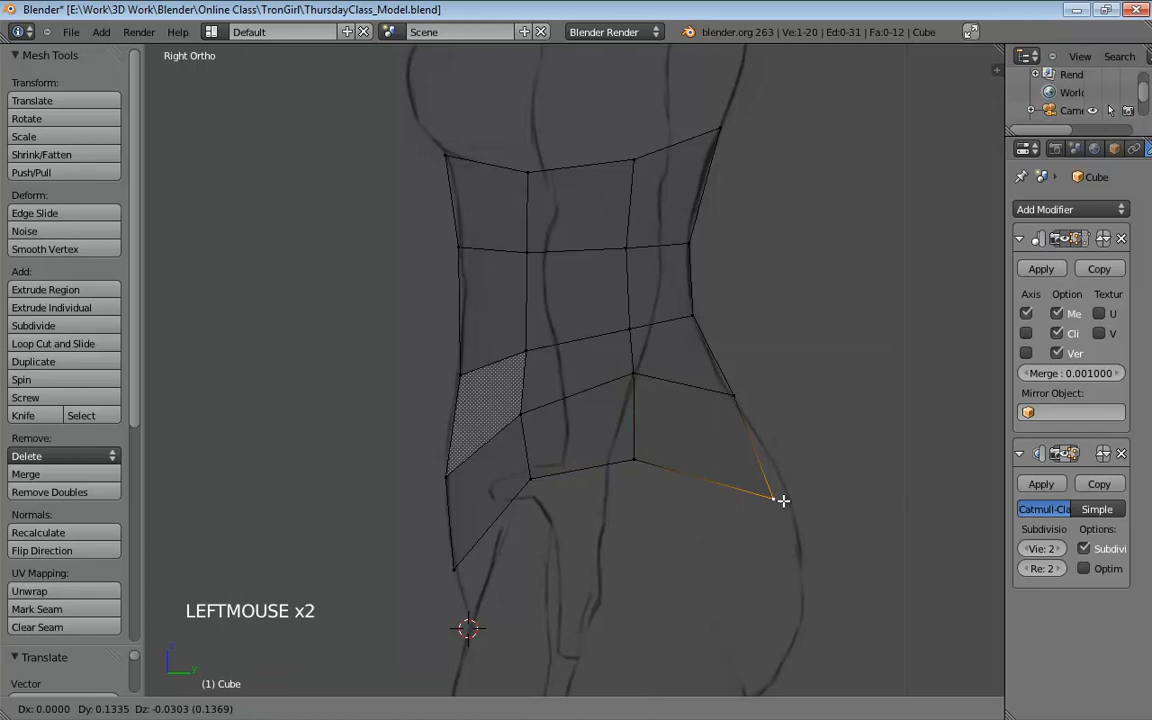 Blender* [E:\Work\3D Work\Blender\Online Class\TronGirl\ThursdayClass_Model.blend]
File Add Render Window Help Default Scene Blender Render blender.org 263 | Ve:1-20 | Ed:0-31 | Fa:0-12 | Cube
Mesh Tools
Transform:
Translate
Rotate
Scale
Shrink/Fatten
Push/Pull
Deform:
Edge Slide
Noise
Smooth Vertex
Add:
Extrude Region
Extrude Individual
Subdivide
Loop Cut and Slide
Duplicate
Spin
Screw
Knife Select
Remove:
Delete
Merge
Remove Doubles
Normals:
Recalculate
Flip Direction
UV Mapping:
Unwrap
Mark Seam
Clear Seam
Translate
Vector
Right Ortho
LEFTMOUSE x2
z
y
(1) Cube
Dx: 0.0000 Dy: 0.1335 Dz: -0.0303 (0.1369)
View Search
Rend
World
Came
Cube
Add Modifier
Apply Copy
Axis Option Textur
Me U
Cli V
Ver
Merge : 0.001000
Mirror Object:
Apply Copy
Catmull-Cla Simple
Subdivisio Options:
Vie: 2 Subdivi
Re: 2 Optim